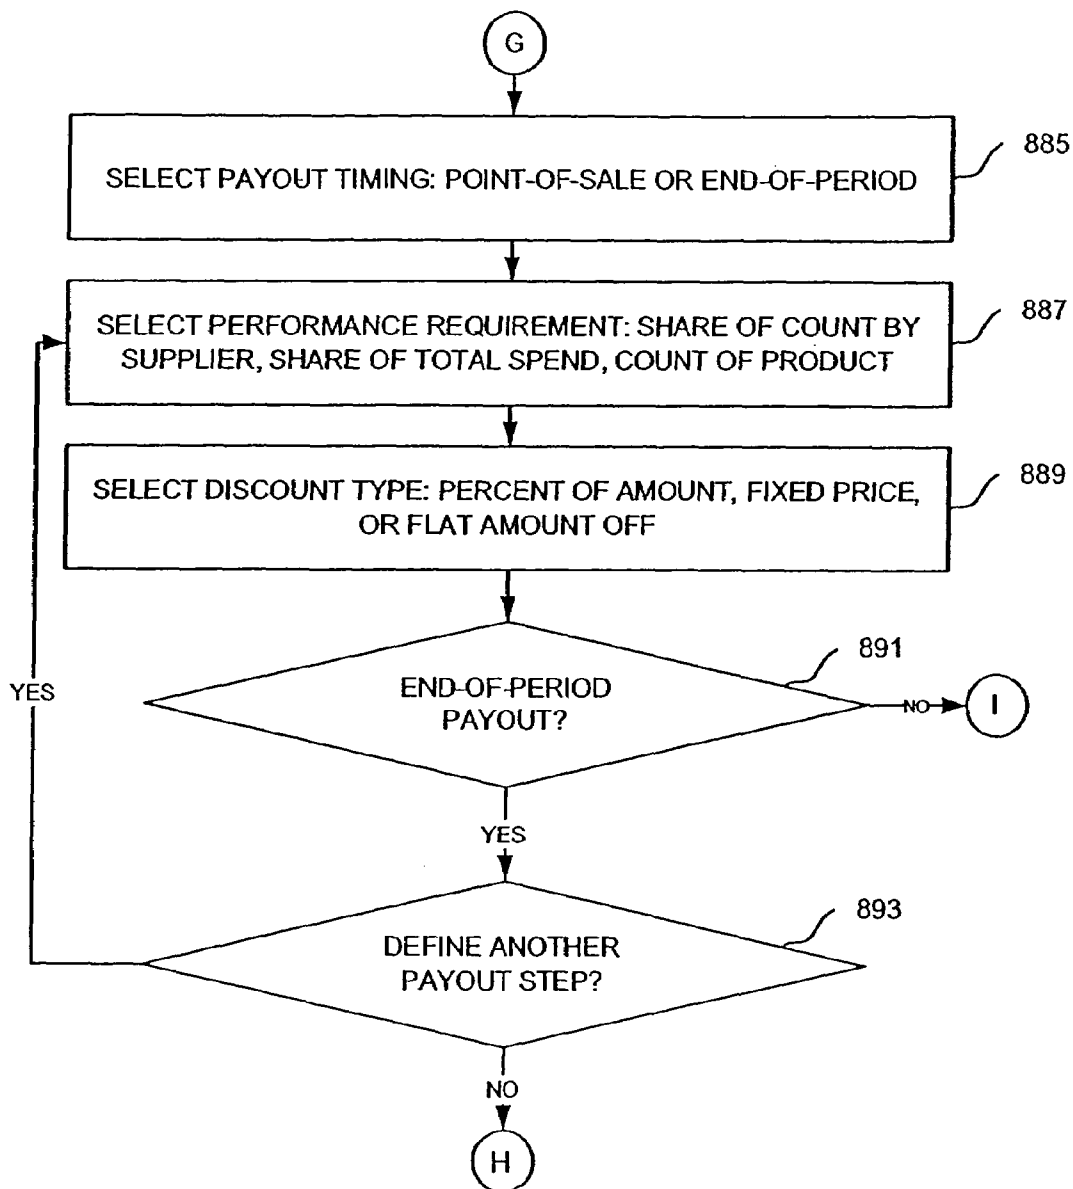 G
SELECT PAYOUT TIMING: POINT-OF-SALE OR END-OF-PERIOD
885
SELECT PERFORMANCE REQUIREMENT: SHARE OF COUNT BY
SUPPLIER, SHARE OF TOTAL SPEND, COUNT OF PRODUCT
887
SELECT DISCOUNT TYPE: PERCENT OF AMOUNT, FIXED PRICE,
OR FLAT AMOUNT OFF
889
END-OF-PERIOD
PAYOUT?
891
NO
I
YES
YES
DEFINE ANOTHER
PAYOUT STEP?
893
NO
H